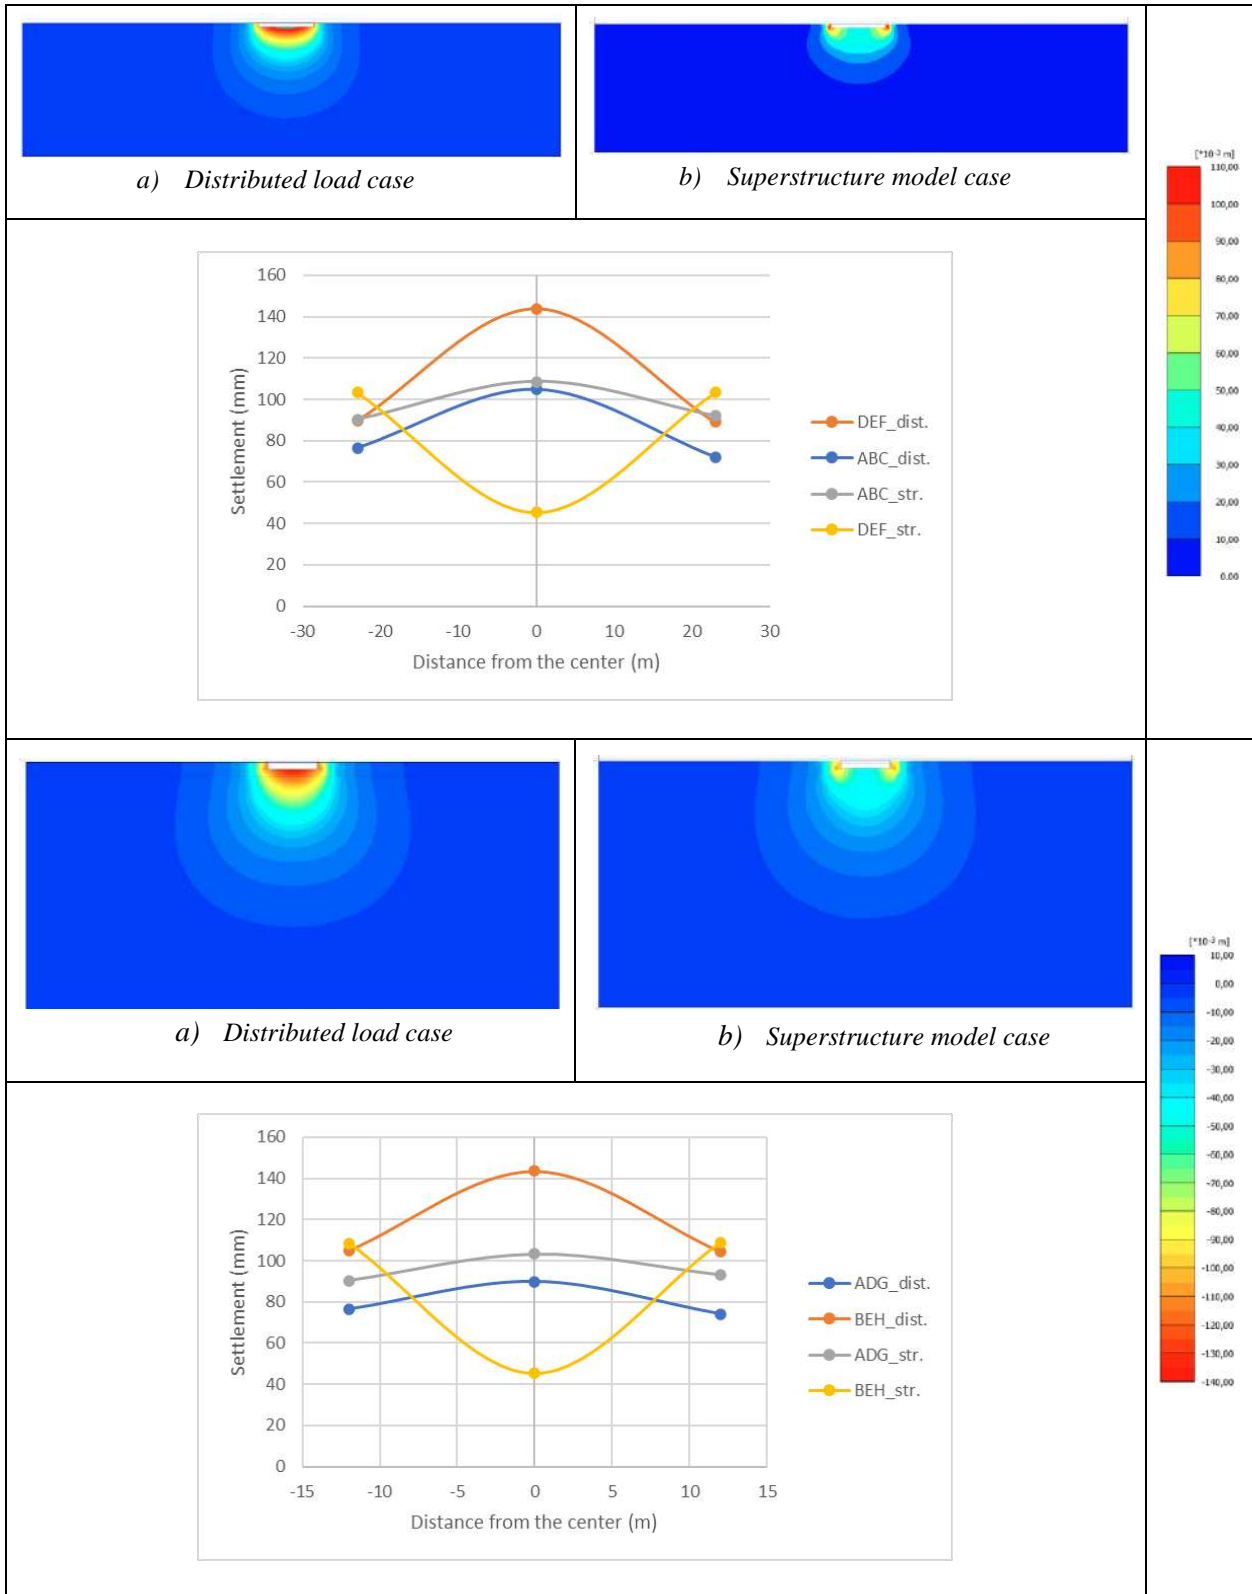 a) Distributed load case
b) Superstructure model case
[*10-3 m]
110,00
100,00
90,00
80,00
70,00
60,00
50,00
40,00
30,00
20,00
10,00
0.00
160
140
120
100
80
60
40
20
0
Settlement (mm)
-30 -20 -10 0 10 20 30
Distance from the center (m)
DEF_dist.
ABC_dist.
ABC_str.
DEF_str.
a) Distributed load case
b) Superstructure model case
[*10-3 m]
10,00
0,00
-10,00
-20,00
-30,00
-40,00
-50,00
-60,00
-70,00
-80,00
-90,00
-100,00
-110,00
-120,00
-130,00
-140,00
160
140
120
100
80
60
40
20
0
Settlement (mm)
-15 -10 -5 0 5 10 15
Distance from the center (m)
ADG_dist.
BEH_dist.
ADG_str.
BEH_str.